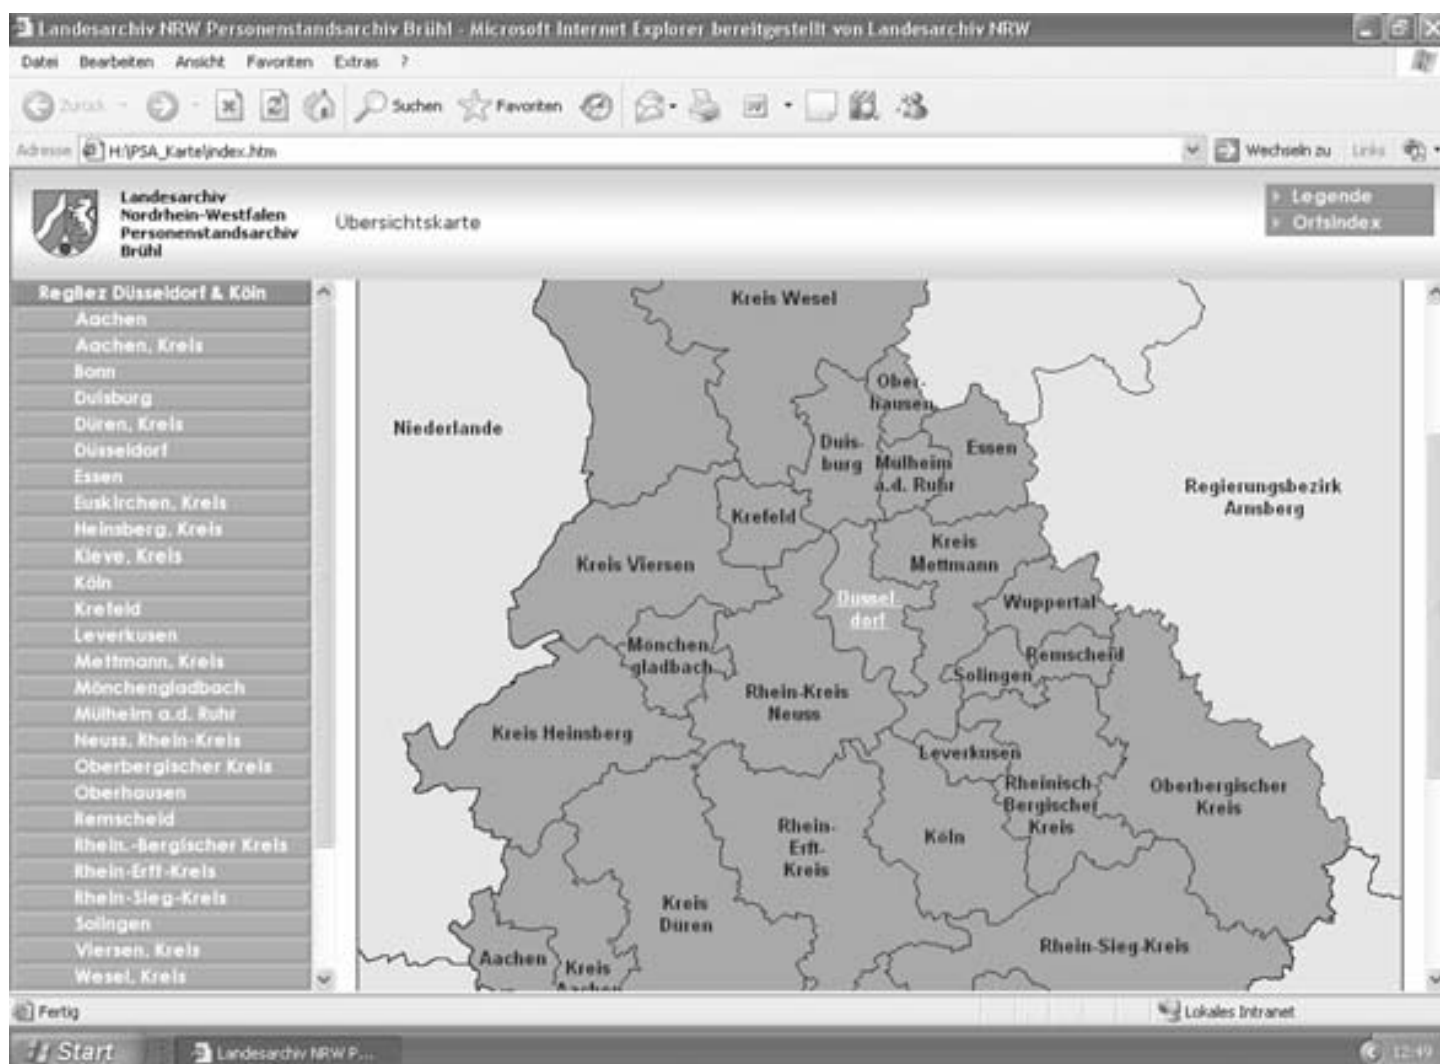 Landesarchiv NRW Personenstandsarchiv Brühl - Microsoft Internet Explorer bereitgestellt von Landesarchiv NRW
Datei Bearbeiten Ansicht Favoriten Extras ?
Zurück Suchen Favoriten
Adresse H:\PSA_Karte\index.htm Wechseln zu Links
Landesarchiv
Nordrhein-Westfalen
Personenstandsarchiv
Brühl
Übersichtskarte
Legende
Ortsindex
RegBez Düsseldorf & Köln
Aachen
Aachen, Kreis
Bonn
Duisburg
Düren, Kreis
Düsseldorf
Essen
Euskirchen, Kreis
Heinsberg, Kreis
Kleve, Kreis
Köln
Krefeld
Leverkusen
Mettmann, Kreis
Mönchengladbach
Mülheim a.d. Ruhr
Neuss, Rhein-Kreis
Oberbergischer Kreis
Oberhausen
Remscheid
Rhein.-Bergischer Kreis
Rhein-Erft-Kreis
Rhein-Sieg-Kreis
Solingen
Viersen, Kreis
Wesel, Kreis
Kreis Wesel
Ober-
hausen
Niederlande
Duis-
burg
Mülheim
a.d. Ruhr
Essen
Regierungsbezirk
Arnsberg
Krefeld
Kreis
Mettmann
Kreis Viersen
Düssel-
dorf
Wuppertal
Mönchen-
gladbach
Remscheid
Solingen
Rhein-Kreis
Neuss
Kreis Heinsberg
Leverkusen
Rheinisch-
Bergischer
Kreis
Oberbergischer
Kreis
Rhein-
Erft-
Kreis
Köln
Kreis
Düren
Rhein-Sieg-Kreis
Aachen
Kreis
Aachen
Fertig Lokales Intranet
Start Landesarchiv NRW P... 12:49